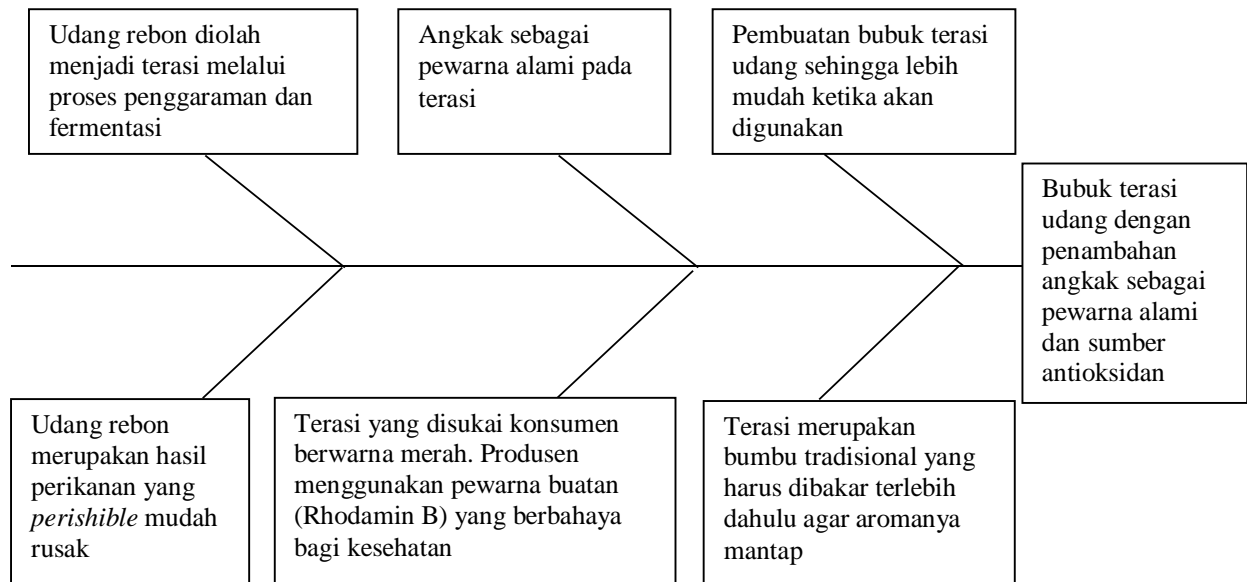 Udang rebon diolah
menjadi terasi melalui
proses penggaraman dan
fermentasi
Angkak sebagai
pewarna alami pada
terasi
Pembuatan bubuk terasi
udang sehingga lebih
mudah ketika akan
digunakan
Bubuk terasi
udang dengan
penambahan
angkak sebagai
pewarna alami
dan sumber
antioksidan
Udang rebon
merupakan hasil
perikanan yang
perishible mudah
rusak
Terasi yang disukai konsumen
berwarna merah. Produsen
menggunakan pewarna buatan
(Rhodamin B) yang berbahaya
bagi kesehatan
Terasi merupakan
bumbu tradisional yang
harus dibakar terlebih
dahulu agar aromanya
mantap